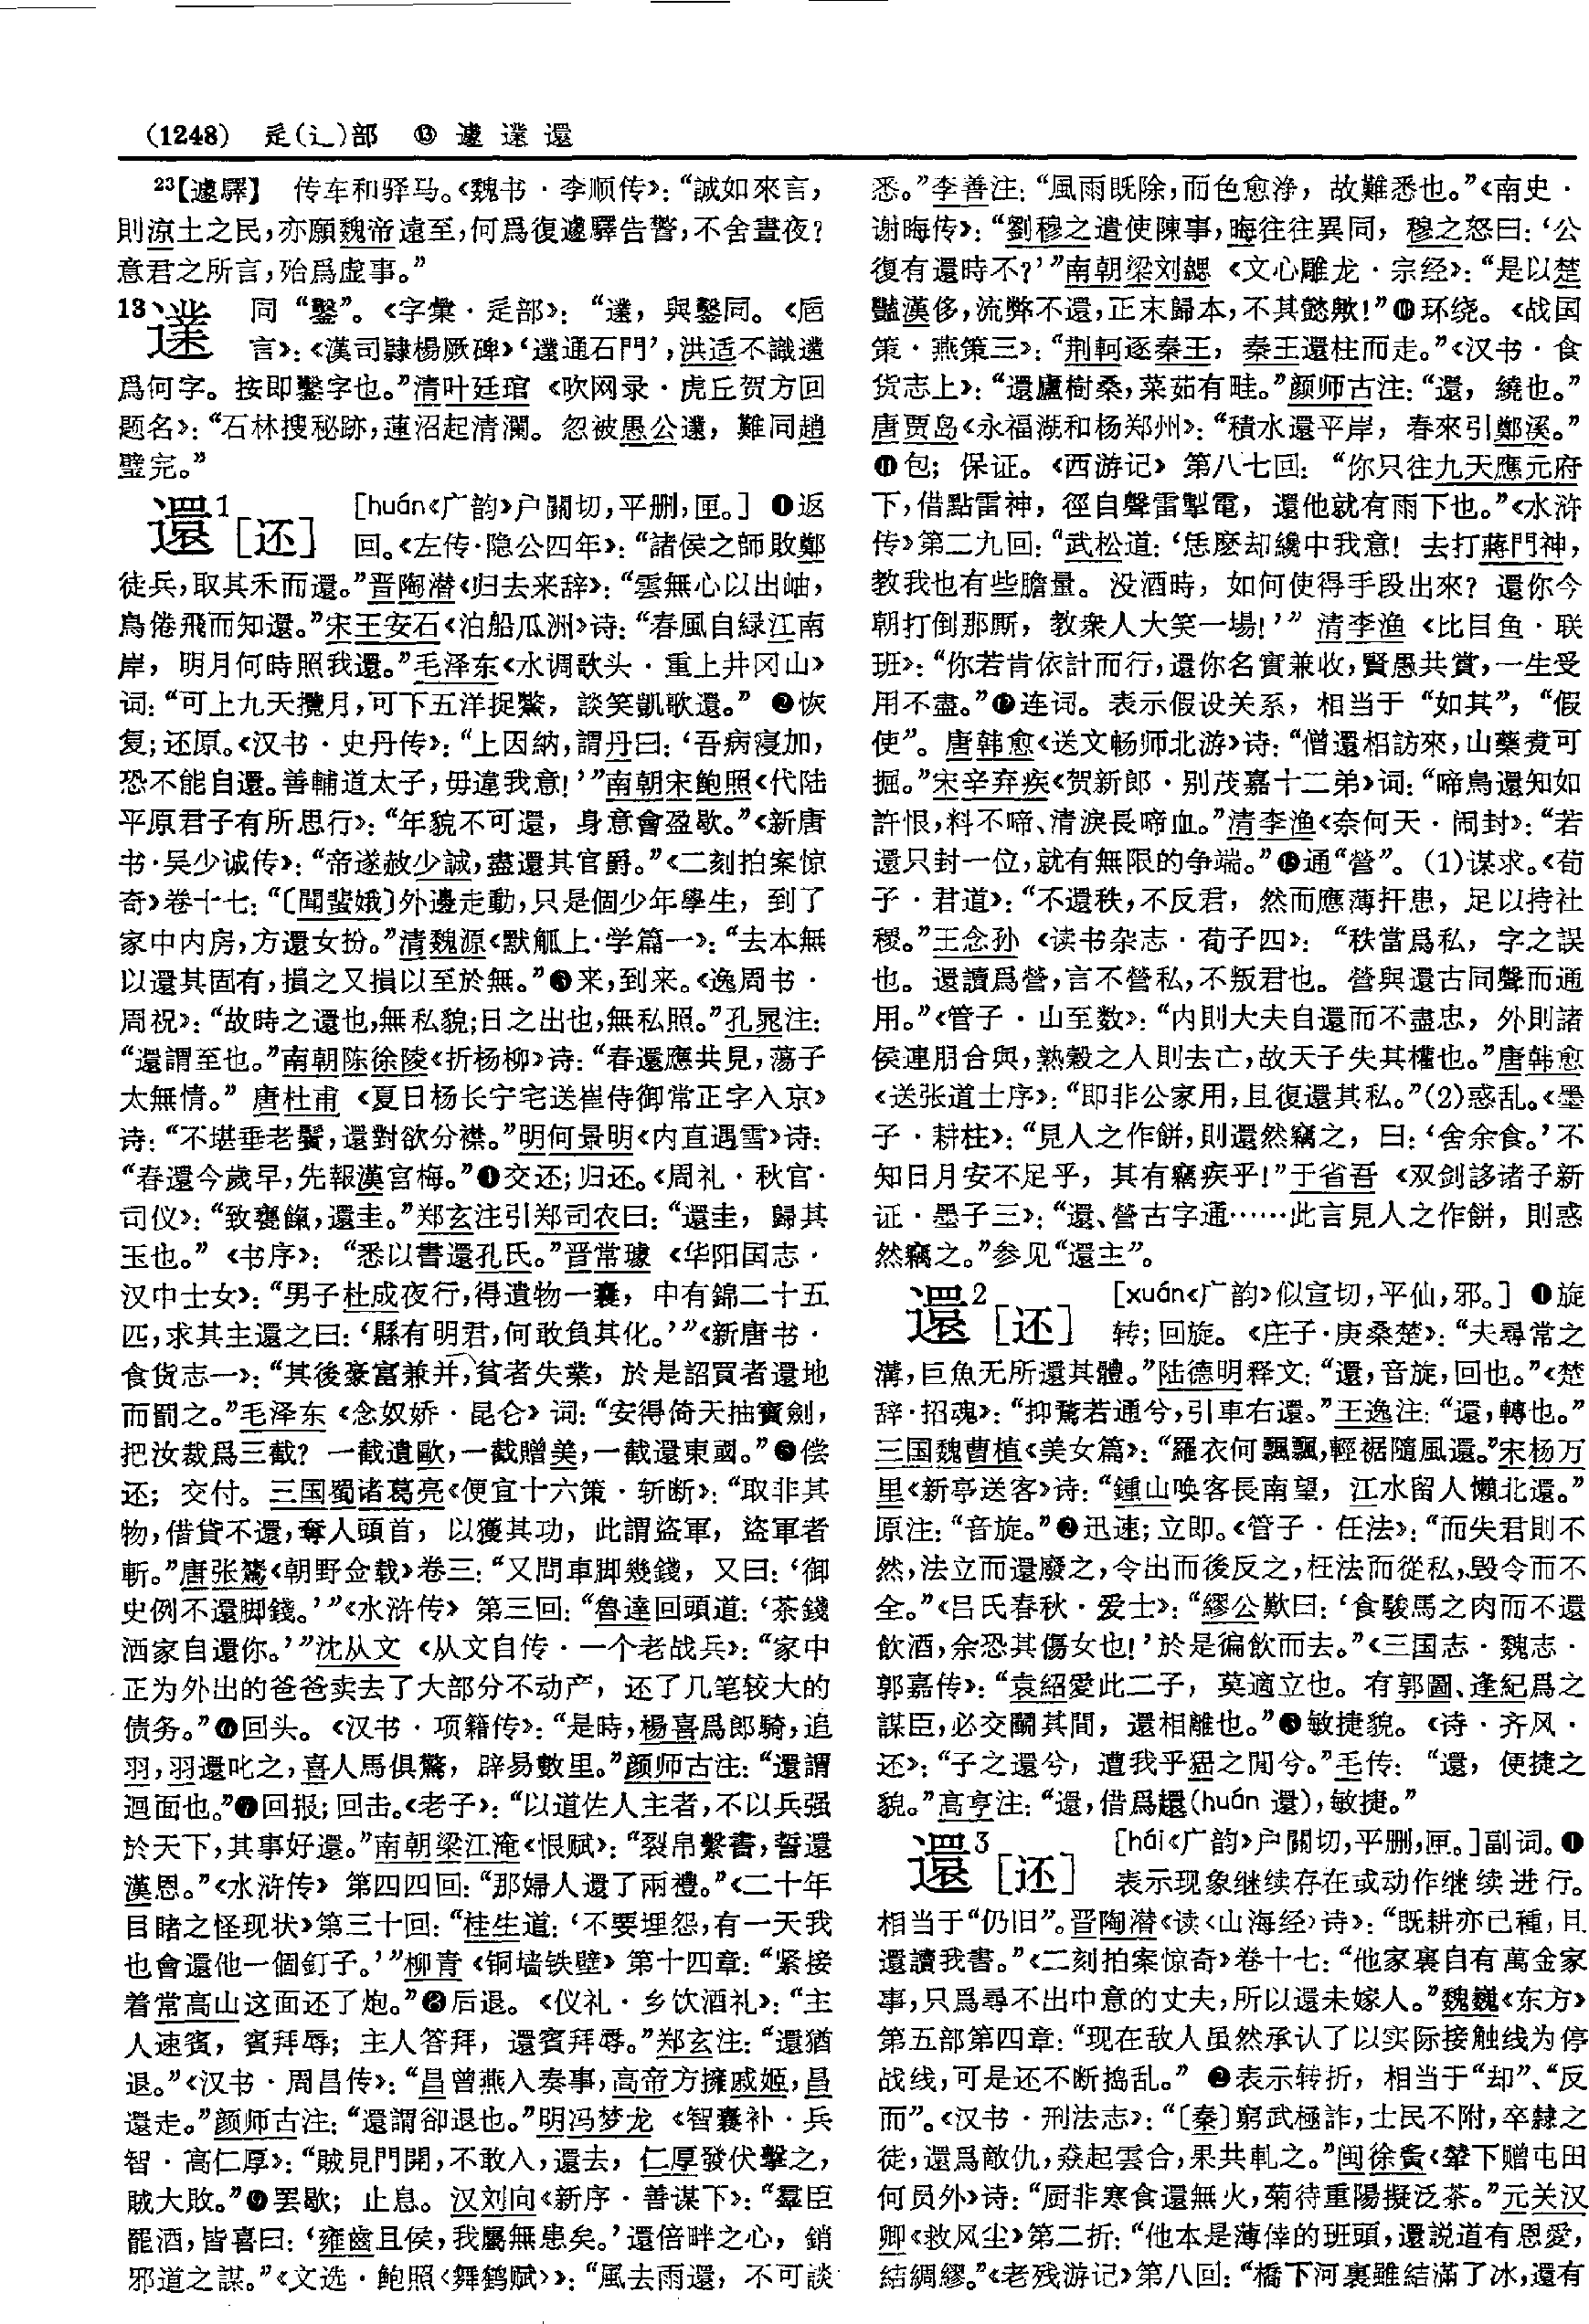 (1248) 辵(辶)部 ⓭ 遽 䥣 還
²³【遽驛】 传车和驿马。《魏书·李顺传》:“誠如來言,
則涼土之民,亦願魏帝遠至,何爲復遽驛告警,不舍晝夜?
意君之所言,殆爲虚事。”
13 同“鑿”。《字彙·辵部》:“,與鑿同。《卮
言》:《漢司隸楊厥碑》‘通石門’,洪适不識
爲何字。按即鑿字也。”清叶廷琯《吹网录·虎丘贺方回
题名》:“石林搜秘跡,蓮沼起清瀾。忽被愚公,難同趙
璧完。”
還¹[还] [huán《广韵》户關切,平删,匣。] ❶返
回。《左传·隐公四年》:“諸侯之師敗鄭
徒兵,取其禾而還。”晋陶潜《归去来辞》:“雲無心以出岫,
鳥倦飛而知還。”宋王安石《泊船瓜洲》诗:“春風自緑江南
岸,明月何時照我還。”毛泽东《水调歌头·重上井冈山》
词:“可上九天攬月,可下五洋捉鱉,談笑凱歌還。” ❷恢
复;还原。《汉书·史丹传》:“上因納,謂丹曰:‘吾病寖加,
恐不能自還。善輔道太子,毋違我意!’”南朝宋鲍照《代陆
平原君子有所思行》:“年貌不可還,身意會盈歇。”《新唐
书·吴少诚传》:“帝遂赦少誠,盡還其官爵。”《二刻拍案惊
奇》卷十七:“〔聞蜚娥〕外邊走動,只是個少年學生,到了
家中内房,方還女扮。”清魏源《默觚上·学篇一》:“去本無
以還其固有,損之又損以至於無。”❸来,到来。《逸周书·
周祝》:“故時之還也,無私貌;日之出也,無私照。”孔晁注:
“還謂至也。”南朝陈徐陵《折杨柳》诗:“春還應共見,蕩子
太無情。”唐杜甫《夏日杨长宁宅送崔侍御常正字入京》
诗:“不堪垂老鬢,還對欲分襟。”明何景明《内直遇雪》诗:
“春還今歲早,先報漢宮梅。”❹交还;归还。《周礼·秋官·
司仪》:“致饔餼,還圭。”郑玄注引郑司农曰:“還圭,歸其
玉也。”《书序》:“悉以書還孔氏。”晋常璩《华阳国志·
汉中士女》:“男子杜成夜行,得遺物一囊,中有錦二十五
匹,求其主還之曰:‘縣有明君,何敢負其化。’”《新唐书·
食货志一》:“其後豪富兼并,貧者失業,於是詔買者還地
而罰之。”毛泽东《念奴娇·昆仑》词:“安得倚天抽寶劍,
把汝裁爲三截?一截遺歐,一截贈美,一截還東國。”❺偿
还;交付。三国蜀诸葛亮《便宜十六策·斩断》:“取非其
物,借貸不還,奪人頭首,以獲其功,此謂盜軍,盜軍者
斬。”唐张鷟《朝野佥载》卷三:“又問車脚幾錢,又曰:‘御
史例不還脚錢。’”《水浒传》第三回:“魯達回頭道:‘茶錢
洒家自還你。’”沈从文《从文自传·一个老战兵》:“家中
正为外出的爸爸卖去了大部分不动产,还了几笔较大的
债务。”❻回头。《汉书·项籍传》:“是時,楊喜爲郎騎,追
羽,羽還叱之,喜人馬俱驚,辟易數里。”颜师古注:“還謂
迴面也。”❼回报;回击。《老子》:“以道佐人主者,不以兵强
於天下,其事好還。”南朝梁江淹《恨赋》:“裂帛繫書,誓還
漢恩。”《水浒传》第四四回:“那婦人還了兩禮。”《二十年
目睹之怪现状》第三十回:“桂生道:‘不要埋怨,有一天我
也會還他一個釘子。’”柳青《铜墙铁壁》第十四章:“紧接
着常高山这面还了炮。”❽后退。《仪礼·乡饮酒礼》:“主
人速賓,賓拜辱;主人答拜,還賓拜辱。”郑玄注:“還猶
退。”《汉书·周昌传》:“昌曾燕入奏事,高帝方擁戚姬,昌
還走。”颜师古注:“還謂卻退也。”明冯梦龙《智囊补·兵
智·高仁厚》:“賊見門開,不敢入,還去,仁厚發伏擊之,
賊大敗。”❾罢歇;止息。汉刘向《新序·善谋下》:“羣臣
罷酒,皆喜曰:‘雍齒且侯,我屬無患矣。’還倍畔之心,銷
邪道之謀。”《文选·鲍照〈舞鹤赋〉》:“風去雨還,不可談
悉。”李善注:“風雨既除,而色愈浄,故難悉也。”《南史·
谢晦传》:“劉穆之遣使陳事,晦往往異同,穆之怒曰:‘公
復有還時不?’”南朝梁刘勰《文心雕龙·宗经》:“是以楚
豔漢侈,流弊不還,正末歸本,不其懿歟!”❿环绕。《战国
策·燕策三》:“荆軻逐秦王,秦王還柱而走。”《汉书·食
货志上》:“還廬樹桑,菜茹有畦。”颜师古注:“還,繞也。”
唐贾岛《永福湖和杨郑州》:“積水還平岸,春來引鄭溪。”
⓫包;保证。《西游记》第八七回:“你只往九天應元府
下,借點雷神,徑自聲雷掣電,還他就有雨下也。”《水浒
传》第二九回:“武松道:‘恁麽却纔中我意!去打蔣門神,
教我也有些膽量。没酒時,如何使得手段出來?還你今
朝打倒那厮,教衆人大笑一場!’”清李渔《比目鱼·联
班》:“你若肯依計而行,還你名實兼收,賢愚共賞,一生受
用不盡。”⓬连词。表示假设关系,相当于“如其”,“假
使”。唐韩愈《送文畅师北游》诗:“僧還相訪來,山藥煮可
掘。”宋辛弃疾《贺新郎·别茂嘉十二弟》词:“啼鳥還知如
許恨,料不啼、清淚長啼血。”清李渔《奈何天·闹封》:“若
還只封一位,就有無限的争端。”⓭通“營”。(1)谋求。《荀
子·君道》:“不還秩,不反君,然而應薄扞患,足以持社
稷。”王念孙《读书杂志·荀子四》:“秩當爲私,字之誤
也。還讀爲營,言不營私,不叛君也。營與還古同聲而通
用。”《管子·山至数》:“内則大夫自還而不盡忠,外則諸
侯連朋合與,熟穀之人則去亡,故天子失其權也。”唐韩愈
《送张道士序》:“即非公家用,且復還其私。”(2)惑乱。《墨
子·耕柱》:“見人之作餅,則還然竊之,曰:‘舍余食。’不
知日月安不足乎,其有竊疾乎!”于省吾《双剑誃诸子新
证·墨子三》:“還、營古字通……此言見人之作餅,則惑
然竊之。”参见“還主”。
還²[还] [xuán《广韵》似宣切,平仙,邪。] ❶旋
转;回旋。《庄子·庚桑楚》:“夫尋常之
溝,巨魚无所還其體。”陆德明释文:“還,音旋,回也。”《楚
辞·招魂》:“抑騖若通兮,引車右還。”王逸注:“還,轉也。”
三国魏曹植《美女篇》:“羅衣何飄飄,輕裾隨風還。”宋杨万
里《新亭送客》诗:“鍾山唤客長南望,江水留人懶北還。”
原注:“音旋。”❷迅速;立即。《管子·任法》:“而失君則不
然,法立而還廢之,令出而後反之,枉法而從私,毁令而不
全。”《吕氏春秋·爱士》:“繆公歎曰:‘食駿馬之肉而不還
飲酒,余恐其傷女也!’於是徧飲而去。”《三国志·魏志·
郭嘉传》:“袁紹愛此二子,莫適立也。有郭圖、逢紀爲之
謀臣,必交鬭其間,還相離也。”❸敏捷貌。《诗·齐风·
还》:“子之還兮,遭我乎峱之閒兮。”毛传:“還,便捷之
貌。”高亨注:“還,借爲(huán 還),敏捷。”
還³[还] [hái《广韵》户關切,平删,匣。]副词。❶
表示现象继续存在或动作继续进行。
相当于“仍旧”。晋陶潜《读〈山海经〉诗》:“既耕亦已種,且
還讀我書。”《二刻拍案惊奇》卷十七:“他家裏自有萬金家
事,只爲尋不出中意的丈夫,所以還未嫁人。”魏巍《东方》
第五部第四章:“现在敌人虽然承认了以实际接触线为停
战线,可是还不断捣乱。” ❷表示转折,相当于“却”、“反
而”。《汉书·刑法志》:“〔秦〕窮武極詐,士民不附,卒隸之
徒,還爲敵仇,猋起雲合,果共軋之。”闽徐夤《辇下赠屯田
何员外》诗:“厨非寒食還無火,菊待重陽擬泛茶。”元关汉
卿《救风尘》第二折:“他本是薄倖的班頭,還説道有恩愛,
結綢繆。”《老残游记》第八回:“橋下河裏雖結滿了冰,還有